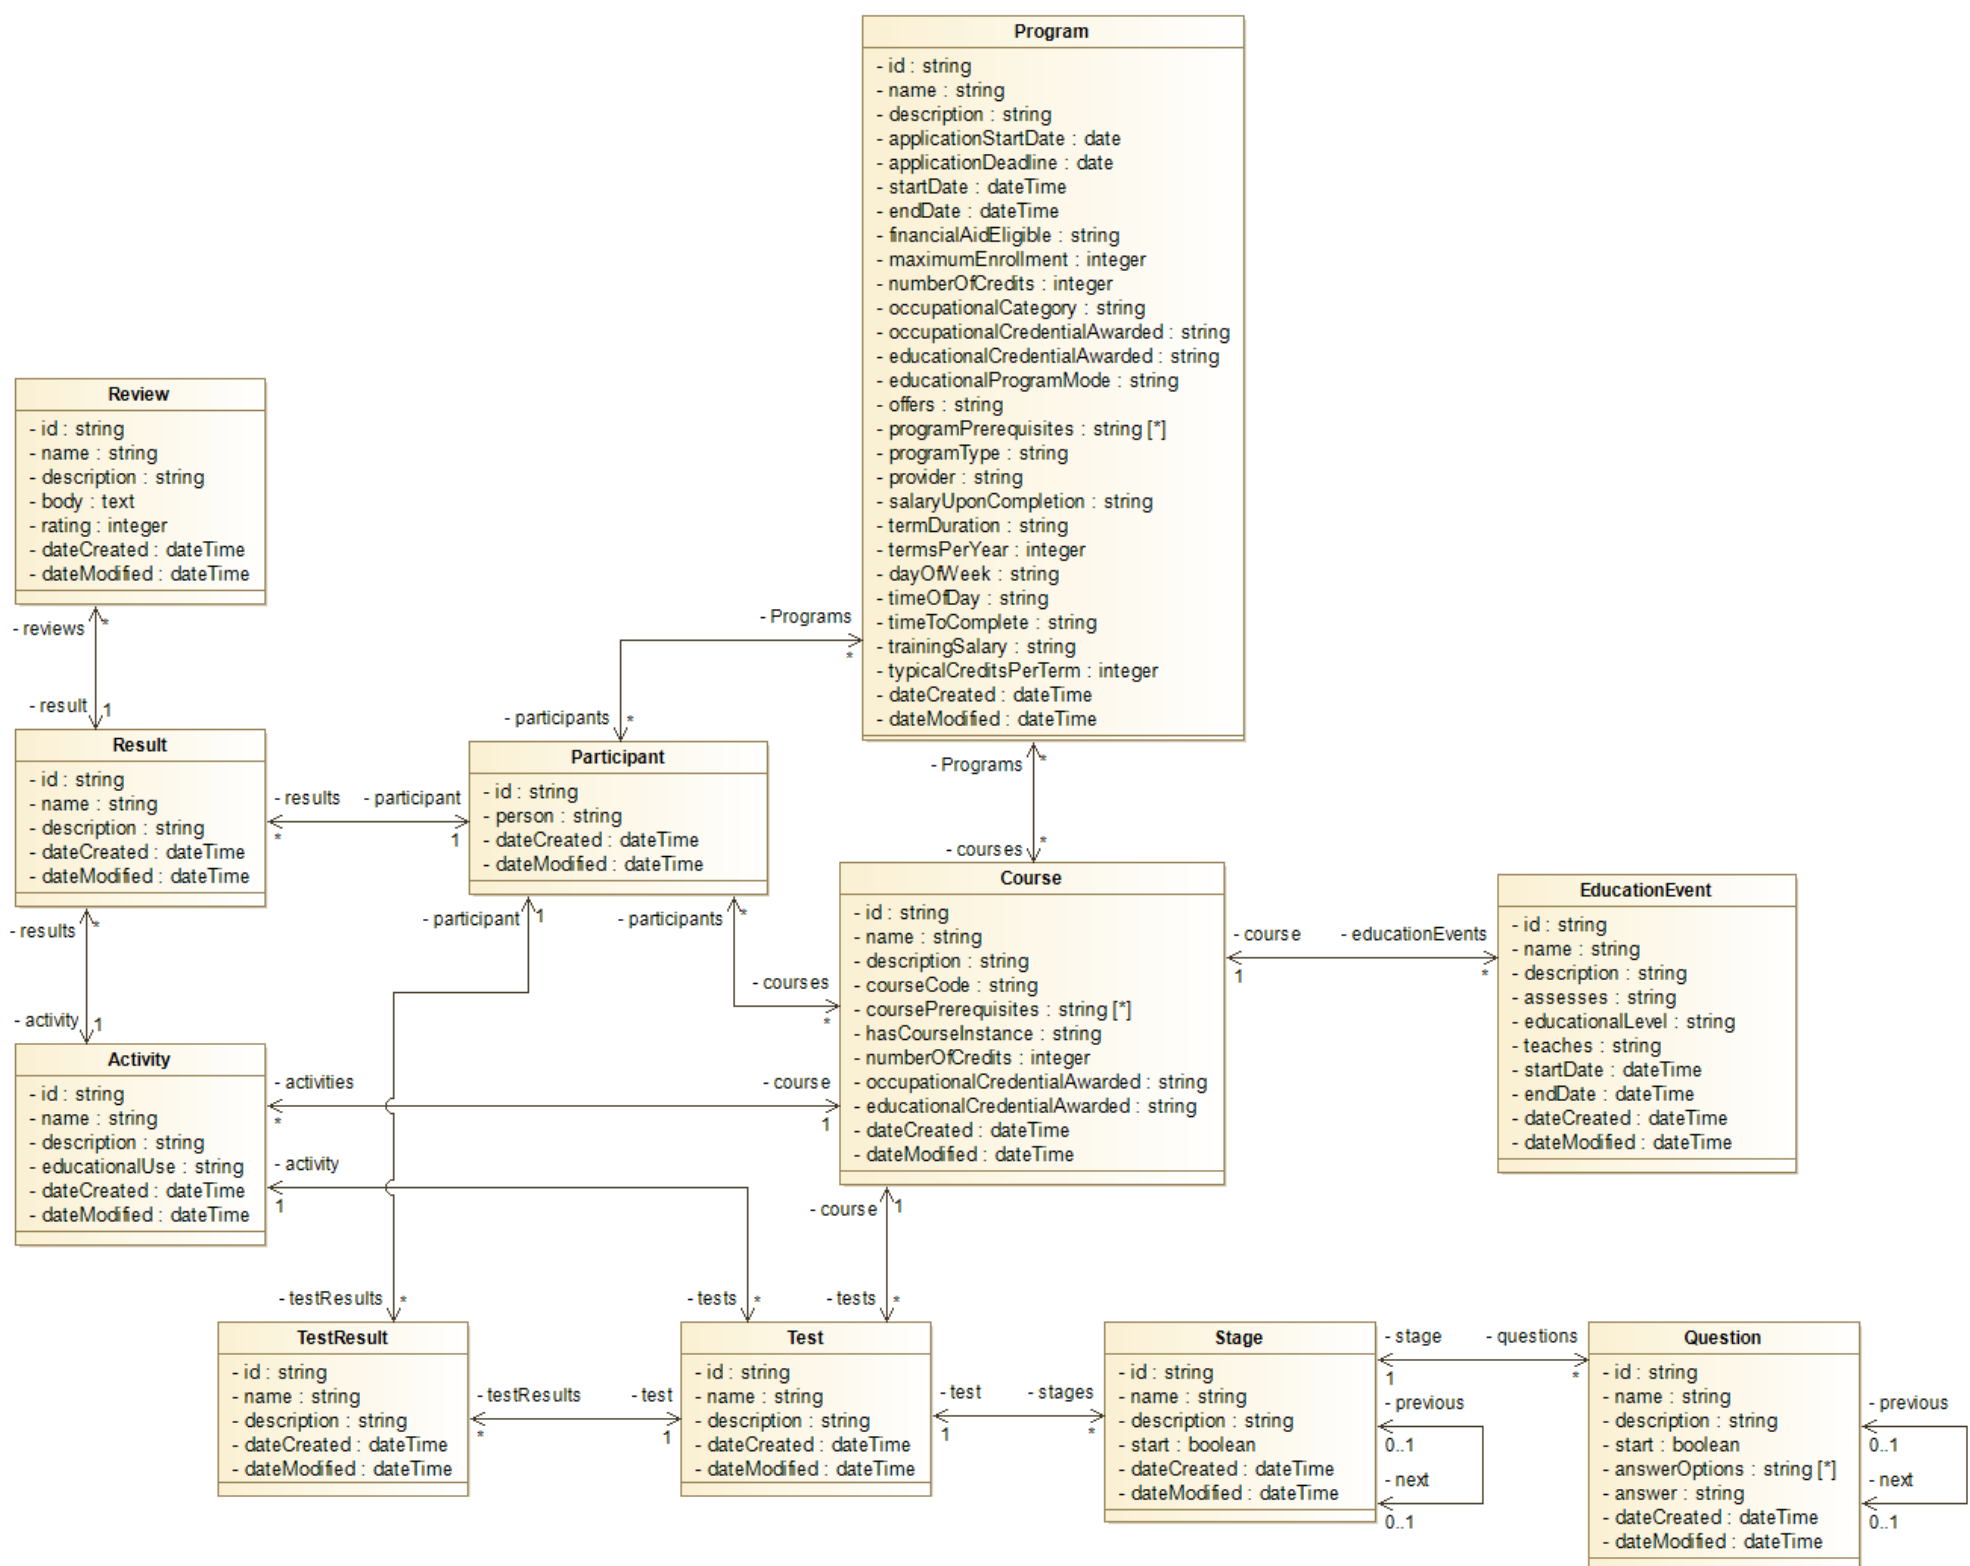 Program
- id : string
- name : string
- description : string
- applicationStartDate : date
- applicationDeadline : date
- startDate : dateTime
- endDate : dateTime
- financialAidEligible : string
- maximumEnrollment : integer
- numberOfCredits : integer
- occupationalCategory : string
- occupationalCredentialAwarded : string
- educationalCredentialAwarded : string
- educationalProgramMode : string
- offers : string
- programPrerequisites : string [*]
- programType : string
- provider : string
- salaryUponCompletion : string
- termDuration : string
- termsPerYear : integer
- dayOfWeek : string
- timeOfDay : string
- timeToComplete : string
- trainingSalary : string
- typicalCreditsPerTerm : integer
- dateCreated : dateTime
- dateModified : dateTime
Review
- id : string
- name : string
- description : string
- body : text
- rating : integer
- dateCreated : dateTime
- dateModified : dateTime
- reviews
*
- result
1
- Programs
*
- participants
*
Result
- id : string
- name : string
- description : string
- dateCreated : dateTime
- dateModified : dateTime
- results
*
- participant
1
Participant
- id : string
- person : string
- dateCreated : dateTime
- dateModified : dateTime
- Programs
*
- courses
*
- results
*
- activity
1
- participant
1
- participants
*
- courses
*
Course
- id : string
- name : string
- description : string
- courseCode : string
- coursePrerequisites : string [*]
- hasCourseInstance : string
- numberOfCredits : integer
- occupationalCredentialAwarded : string
- educationalCredentialAwarded : string
- dateCreated : dateTime
- dateModified : dateTime
- course
1
- educationEvents
*
EducationEvent
- id : string
- name : string
- description : string
- assesses : string
- educationalLevel : string
- teaches : string
- startDate : dateTime
- endDate : dateTime
- dateCreated : dateTime
- dateModified : dateTime
Activity
- id : string
- name : string
- description : string
- educationalUse : string
- dateCreated : dateTime
- dateModified : dateTime
- activities
*
- course
1
- activity
1
- course
1
- testResults
*
- tests
*
- tests
*
TestResult
- id : string
- name : string
- description : string
- dateCreated : dateTime
- dateModified : dateTime
- testResults
*
- test
1
Test
- id : string
- name : string
- description : string
- dateCreated : dateTime
- dateModified : dateTime
- test
1
- stages
*
Stage
- id : string
- name : string
- description : string
- start : boolean
- dateCreated : dateTime
- dateModified : dateTime
- stage
1
- questions
*
- previous
0..1
- next
0..1
Question
- id : string
- name : string
- description : string
- start : boolean
- answerOptions : string [*]
- answer : string
- dateCreated : dateTime
- dateModified : dateTime
- previous
0..1
- next
0..1